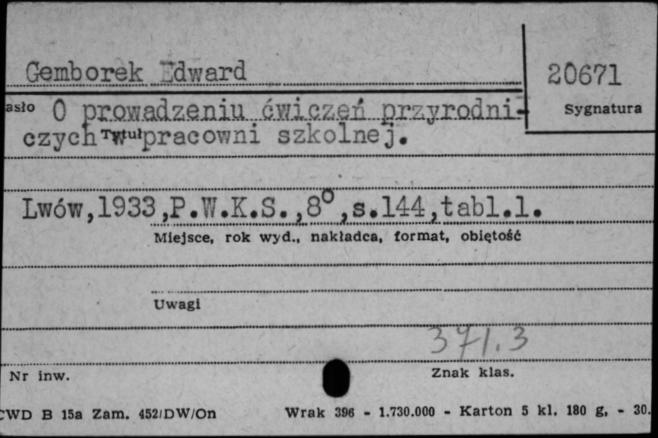 Gemborek Edward
20671
asło O prowadzeniu ćwiczeń przyrodni-
Sygnatura
czych w pracowni szkolnej.
Tytuł
Lwów,1933,P.W.K.S.,8°,s.144,tabl.1.
Miejsce, rok wyd., nakładca, format, objętość
Uwagi
371.3
Nr inw.
Znak klas.
CWD B 15a Zam. 452/DW/On Wrak 396 - 1.730.000 - Karton 5 kl. 180 g. - 30.